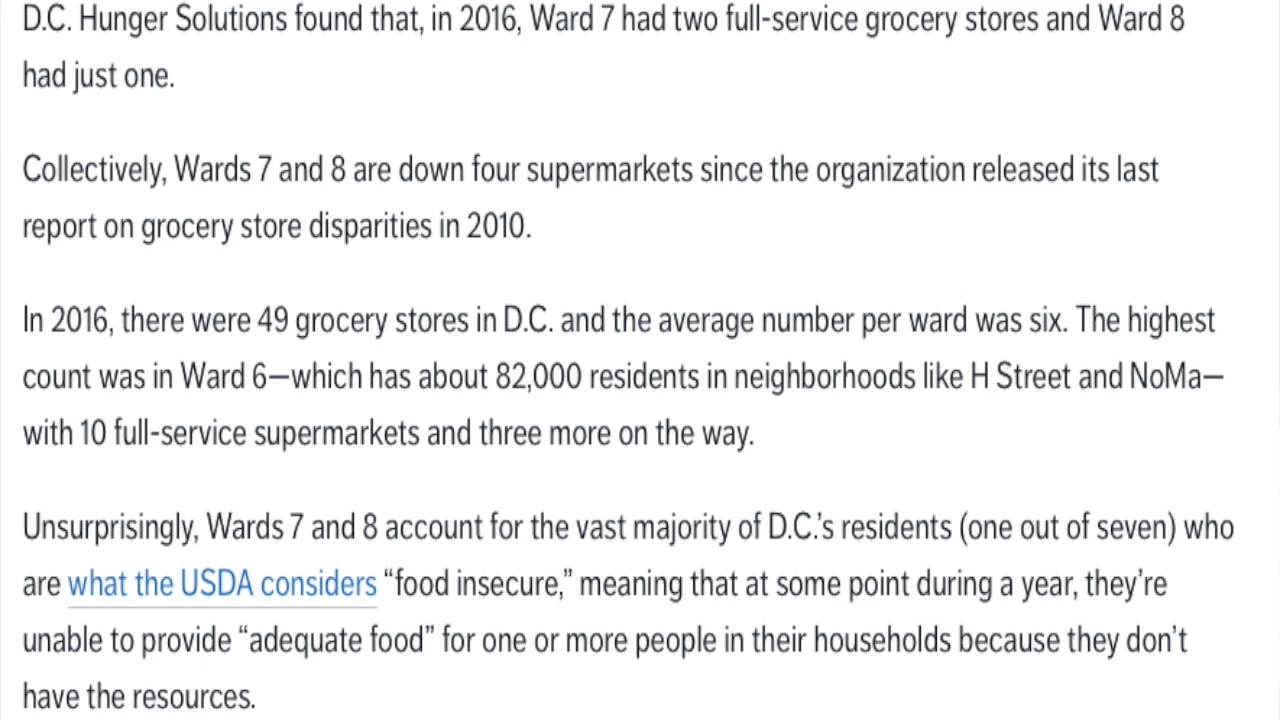 D.C. Hunger Solutions found that, in 2016, Ward 7 had two full-service grocery stores and Ward 8
had just one.
Collectively, Wards 7 and 8 are down four supermarkets since the organization released its last
report on grocery store disparities in 2010.
In 2016, there were 49 grocery stores in D.C. and the average number per ward was six. The highest
count was in Ward 6—which has about 82,000 residents in neighborhoods like H Street and NoMa—
with 10 full-service supermarkets and three more on the way.
Unsurprisingly, Wards 7 and 8 account for the vast majority of D.C.’s residents (one out of seven) who
are what the USDA considers “food insecure,” meaning that at some point during a year, they’re
unable to provide “adequate food” for one or more people in their households because they don’t
have the resources.